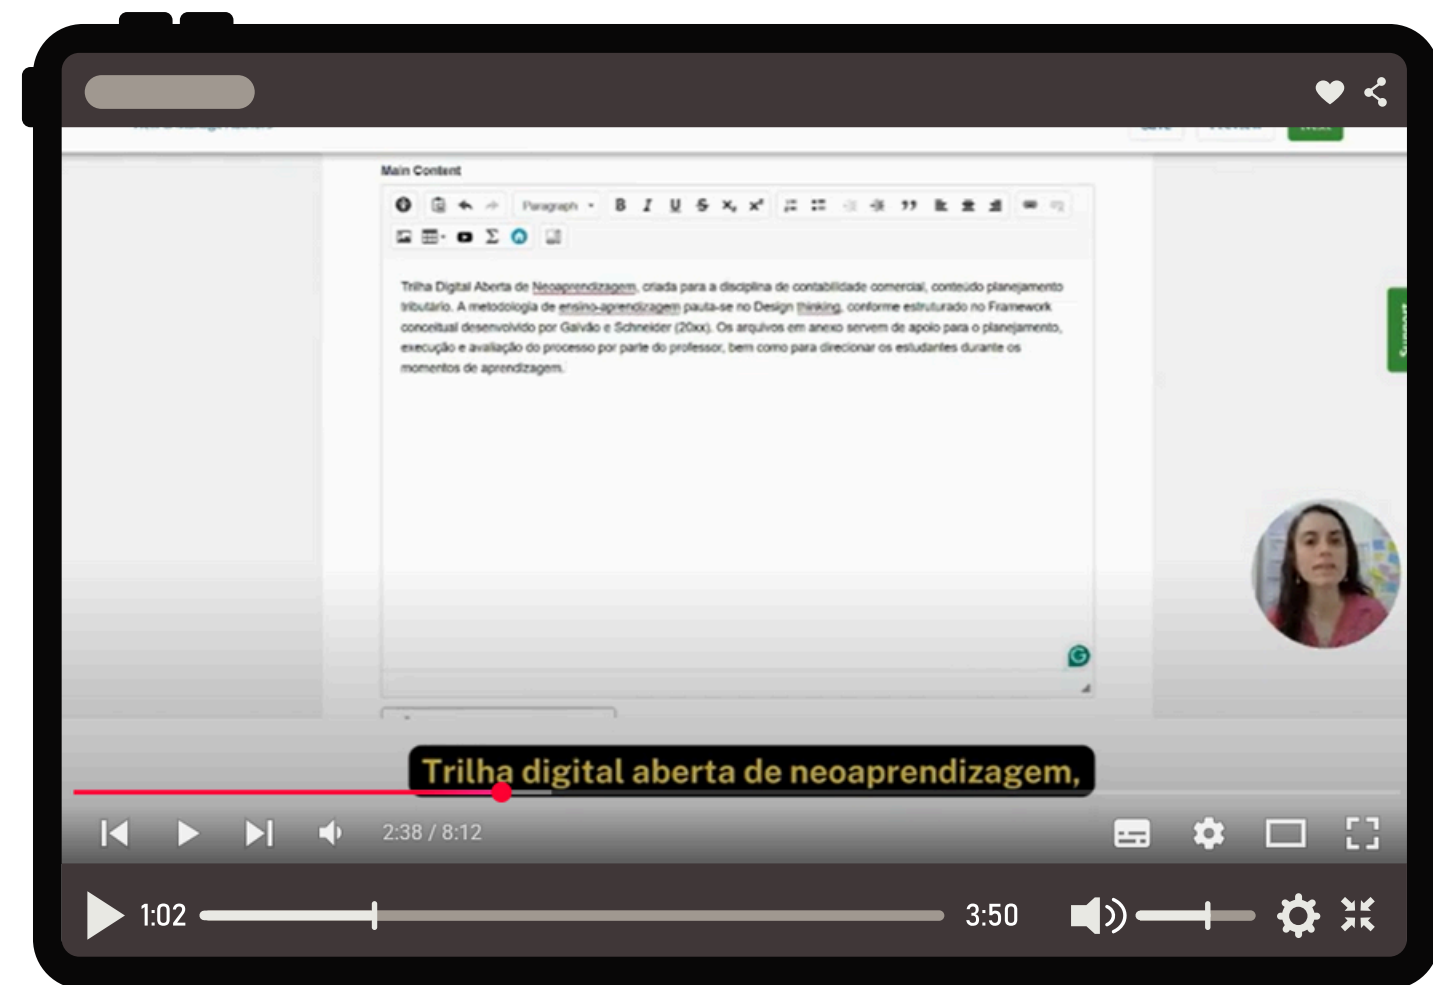 Main Content
Paragraph
Trilha Digital Aberta de Neoaprendizagem, criada para a disciplina de contabilidade comercial, conteúdo planejamento
tributário. A metodologia de ensino-aprendizagem pauta-se no Design thinking, conforme estruturado no Framework
conceitual desenvolvido por Galvão e Schneider (20xx). Os arquivos em anexo servem de apoio para o planejamento,
execução e avaliação do processo por parte do professor, bem como para direcionar os estudantes durante os
momentos de aprendizagem.
Trilha digital aberta de neoaprendizagem,
2:38 / 8:12
1:02
3:50